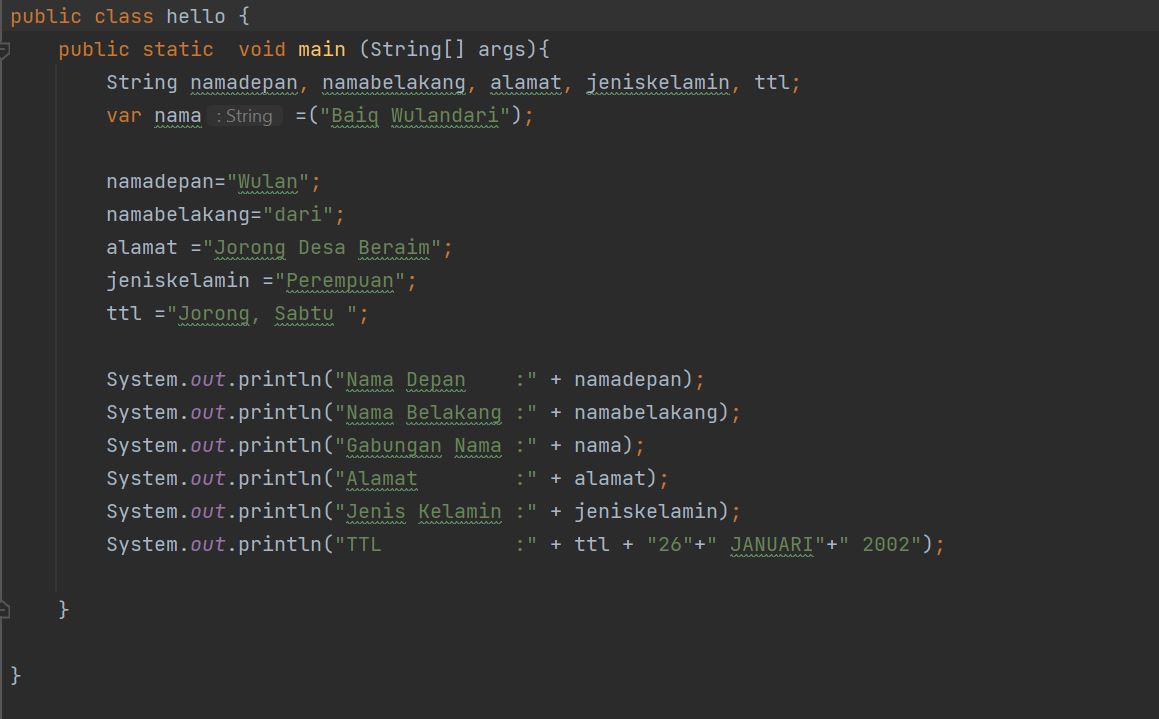 public class hello {
    public static  void main (String[] args){
        String namadepan, namabelakang, alamat, jeniskelamin, ttl;
        var nama : String =("Baiq Wulandari");

        namadepan="Wulan";
        namabelakang="dari";
        alamat ="Jorong Desa Beraim";
        jeniskelamin ="Perempuan";
        ttl ="Jorong, Sabtu ";

        System.out.println("Nama Depan    :" + namadepan);
        System.out.println("Nama Belakang :" + namabelakang);
        System.out.println("Gabungan Nama :" + nama);
        System.out.println("Alamat        :" + alamat);
        System.out.println("Jenis Kelamin :" + jeniskelamin);
        System.out.println("TTL           :" + ttl + "26"+" JANUARI"+" 2002");

    }

}